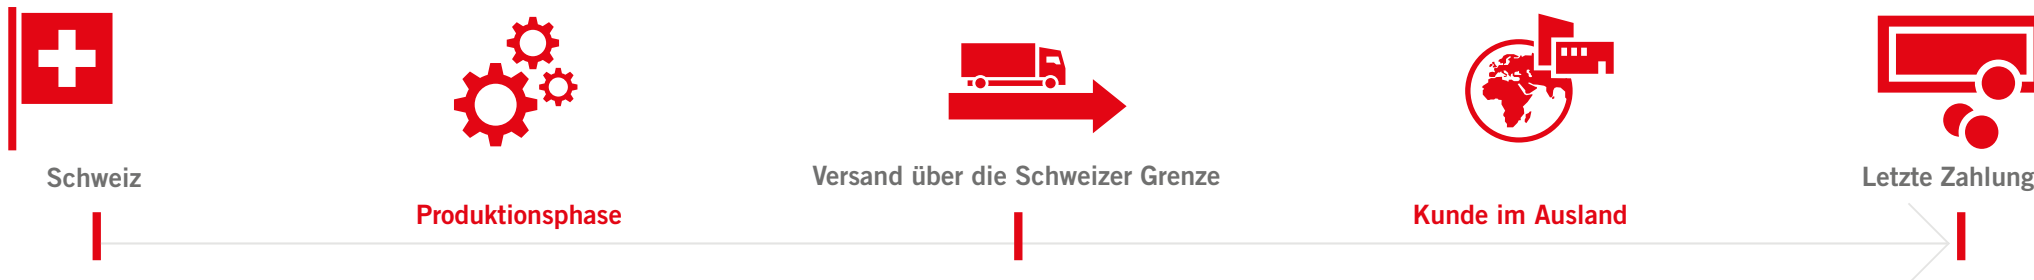 Schweiz
Produktionsphase
Versand über die Schweizer Grenze
Kunde im Ausland
Letzte Zahlung